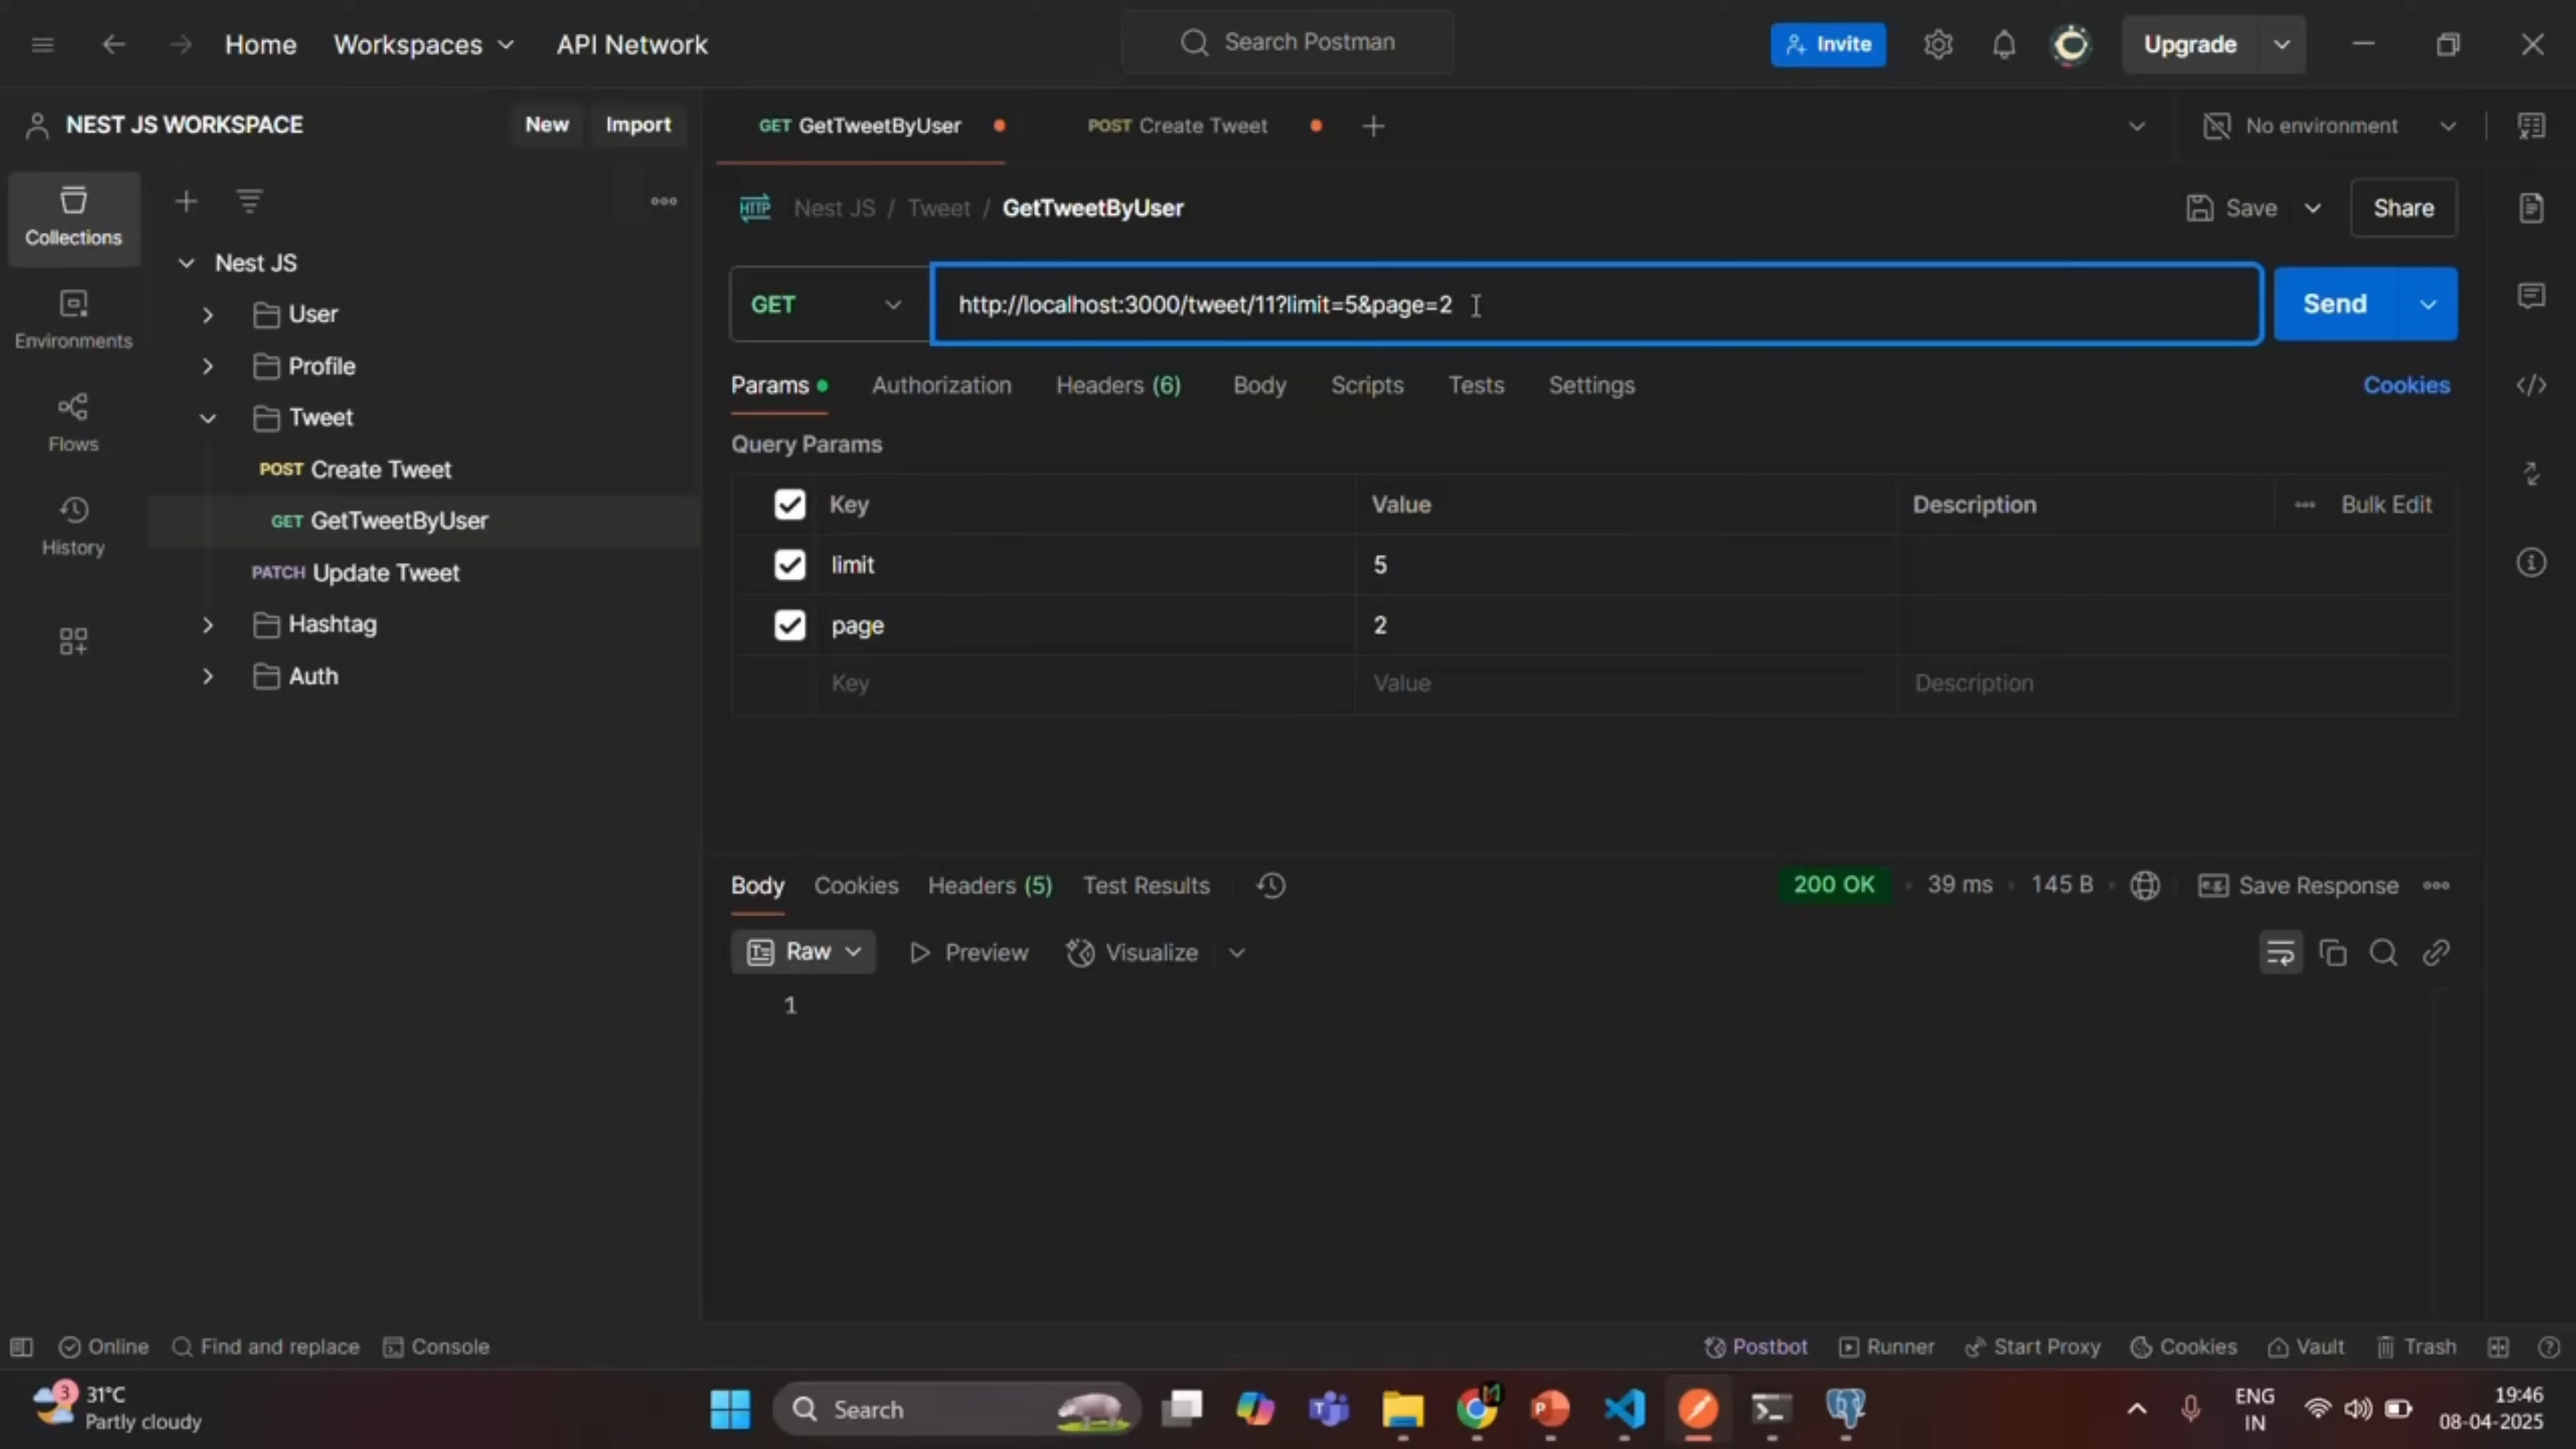 Home
Workspaces
API Network
Search Postman
Invite
Upgrade
NEST JS WORKSPACE
New
Import
GET GetTweetByUser
POST Create Tweet
No environment
Collections
Environments
Flows
History
Nest JS
User
Profile
Tweet
POST Create Tweet
GET GetTweetByUser
PATCH Update Tweet
Hashtag
Auth
HTTP Nest JS / Tweet / GetTweetByUser
Save
Share
GET
http://localhost:3000/tweet/11?limit=5&page=2
Send
Params
Authorization
Headers (6)
Body
Scripts
Tests
Settings
Cookies
Query Params
Key Value Description Bulk Edit
limit 5
page 2
Key Value Description
Body
Cookies
Headers (5)
Test Results
200 OK
39 ms
145 B
e.g. Save Response
Raw
Preview
Visualize
1
Online
Find and replace
Console
Postbot
Runner
Start Proxy
Cookies
Vault
Trash
3
31°C
Partly cloudy
Search
ENG
IN
19:46
08-04-2025